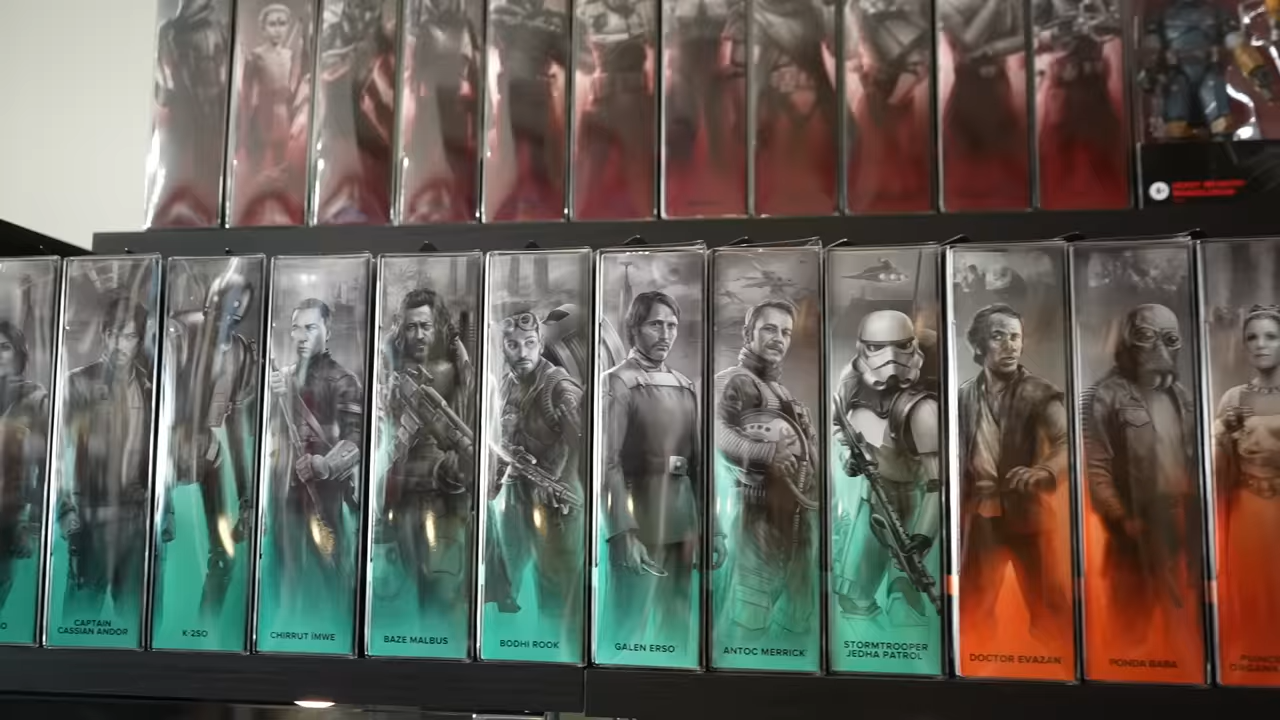 O
CAPTAIN
CASSIAN ANDOR
K-2SO
CHIRRUT ÎMWE
BAZE MALBUS
BODHI ROOK
GALEN ERSO
ANTOC MERRICK
STORMTROOPER
JEDHA PATROL
DOCTOR EVAZAN
PONDA BABA